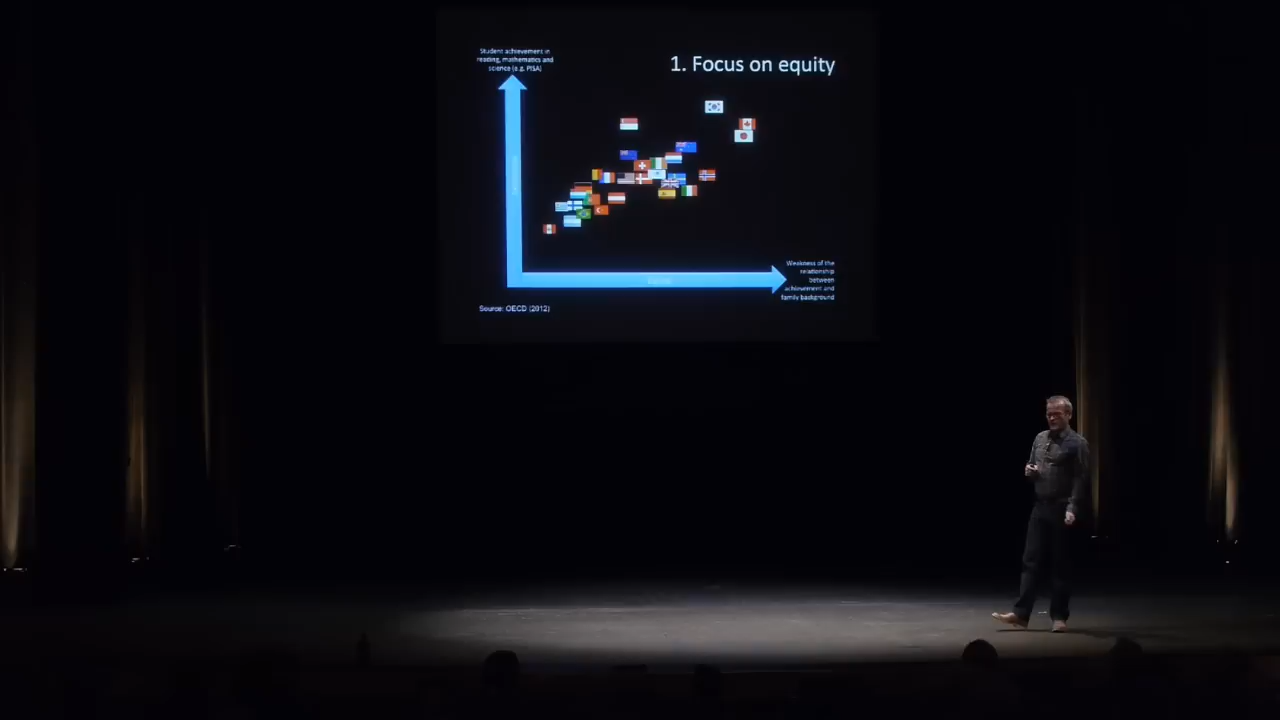 Student achievement in
reading, mathematics and
science (e.g. PISA)
1. Focus on equity
Weakness of the
relationship
between
achievement and
family background
Source: OECD (2012)